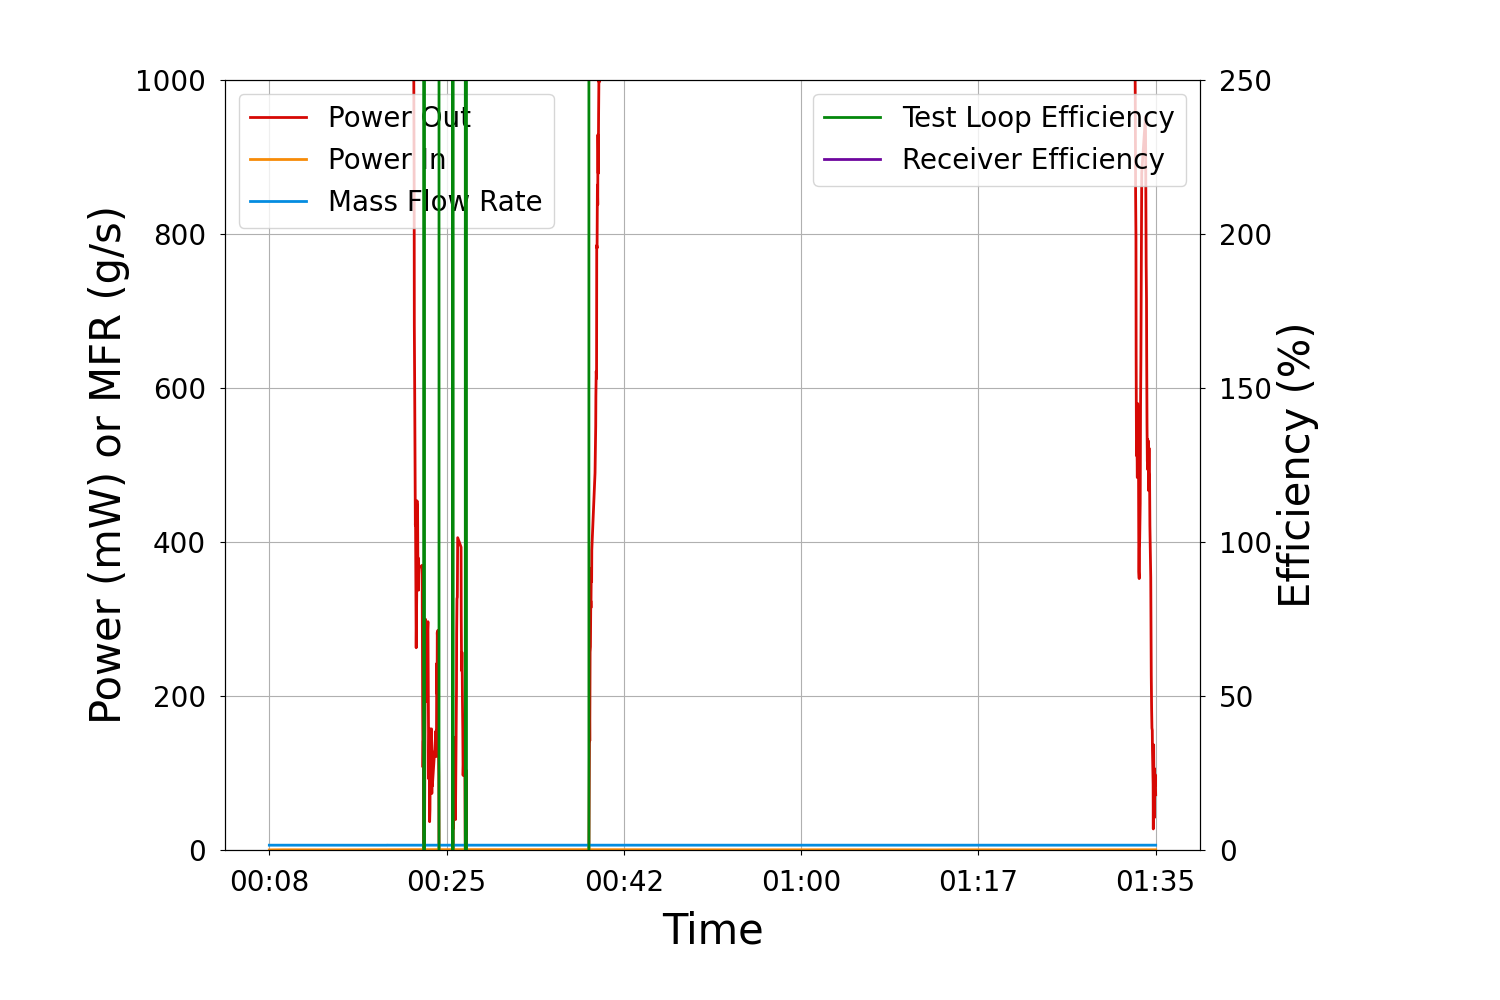 1000
800
600
400
200
0
Power (mW) or MFR (g/s)
Power Out
Power In
Mass Flow Rate
Test Loop Efficiency
Receiver Efficiency
250
200
150
100
50
0
Efficiency (%)
00:08 00:25 00:42 01:00 01:17 01:35
Time